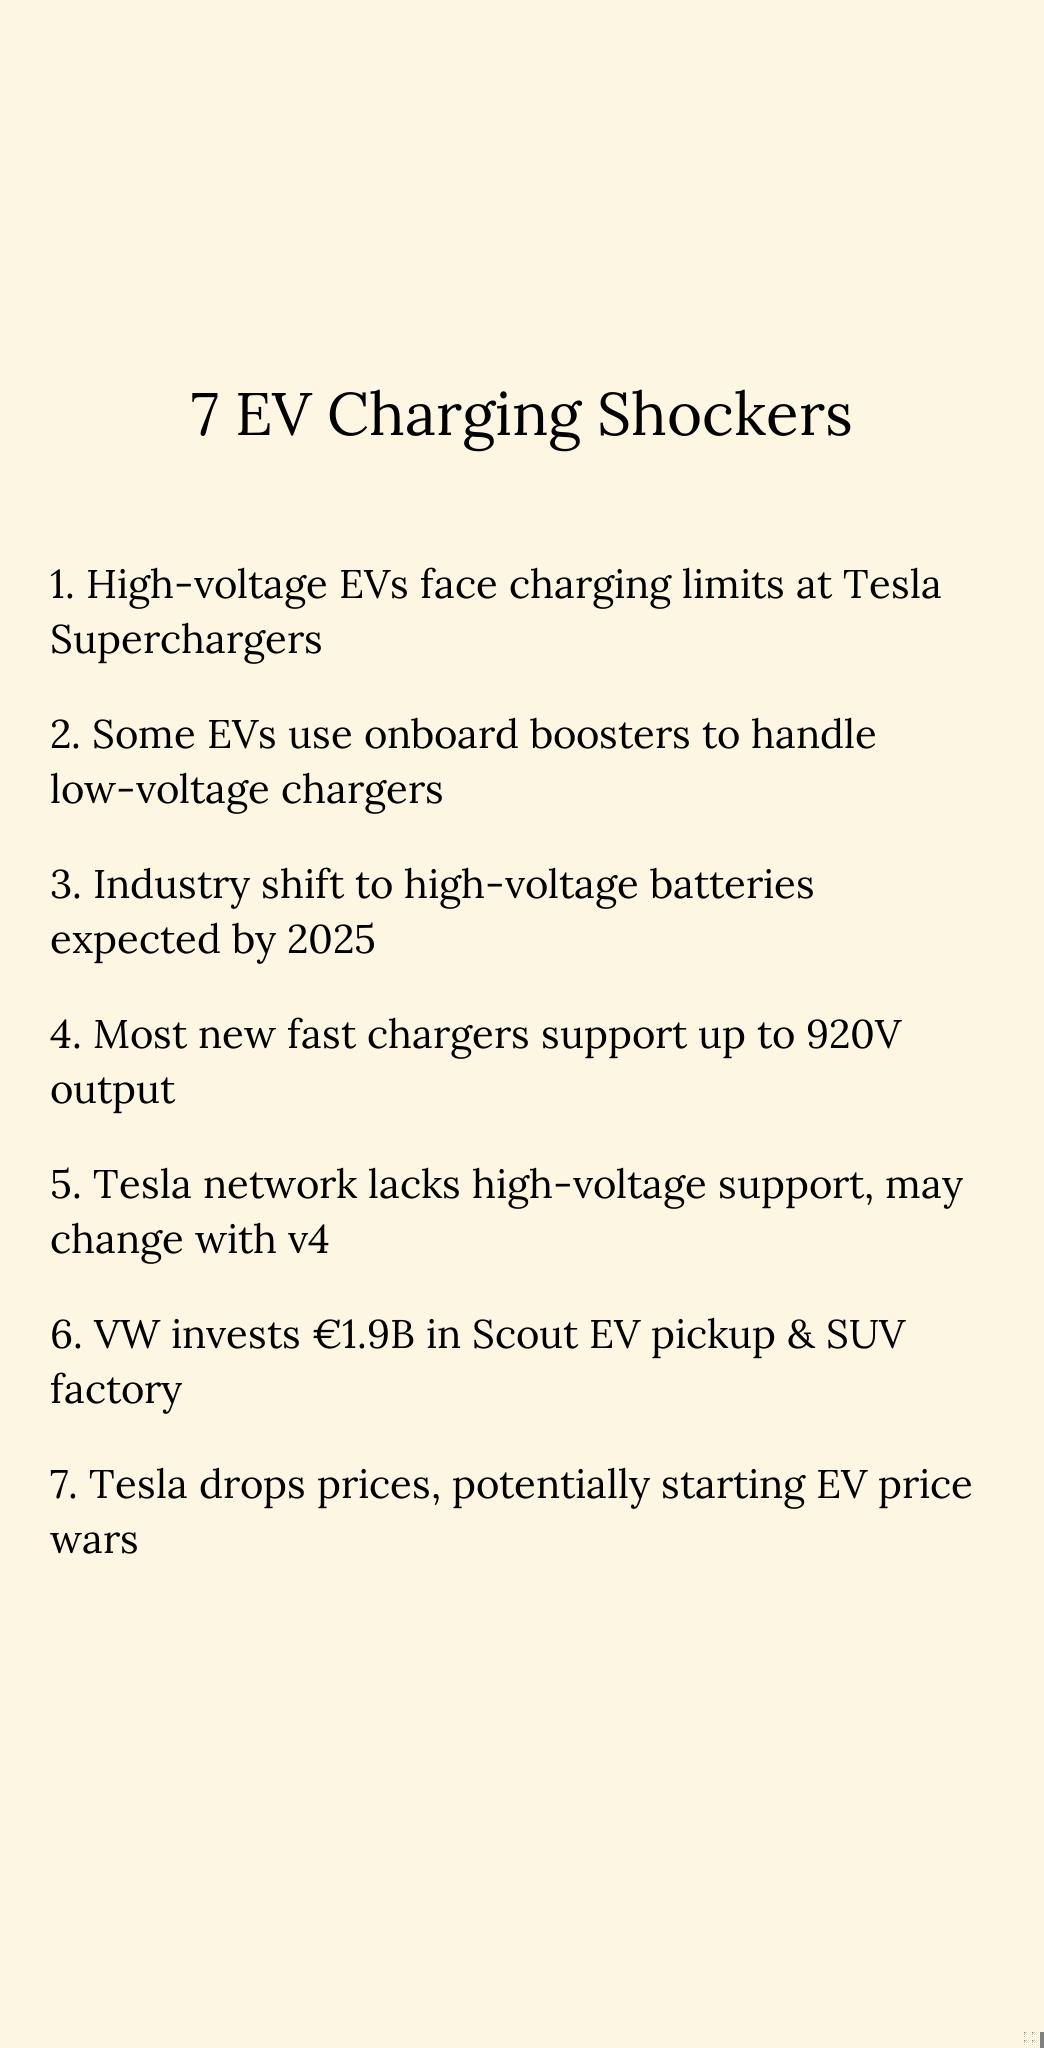 7 EV Charging Shockers
1. High-voltage EVs face charging limits at Tesla
Superchargers
2. Some EVs use onboard boosters to handle
low-voltage chargers
3. Industry shift to high-voltage batteries
expected by 2025
4. Most new fast chargers support up to 920V
output
5. Tesla network lacks high-voltage support, may
change with v4
6. VW invests €1.9B in Scout EV pickup & SUV
factory
7. Tesla drops prices, potentially starting EV price
wars